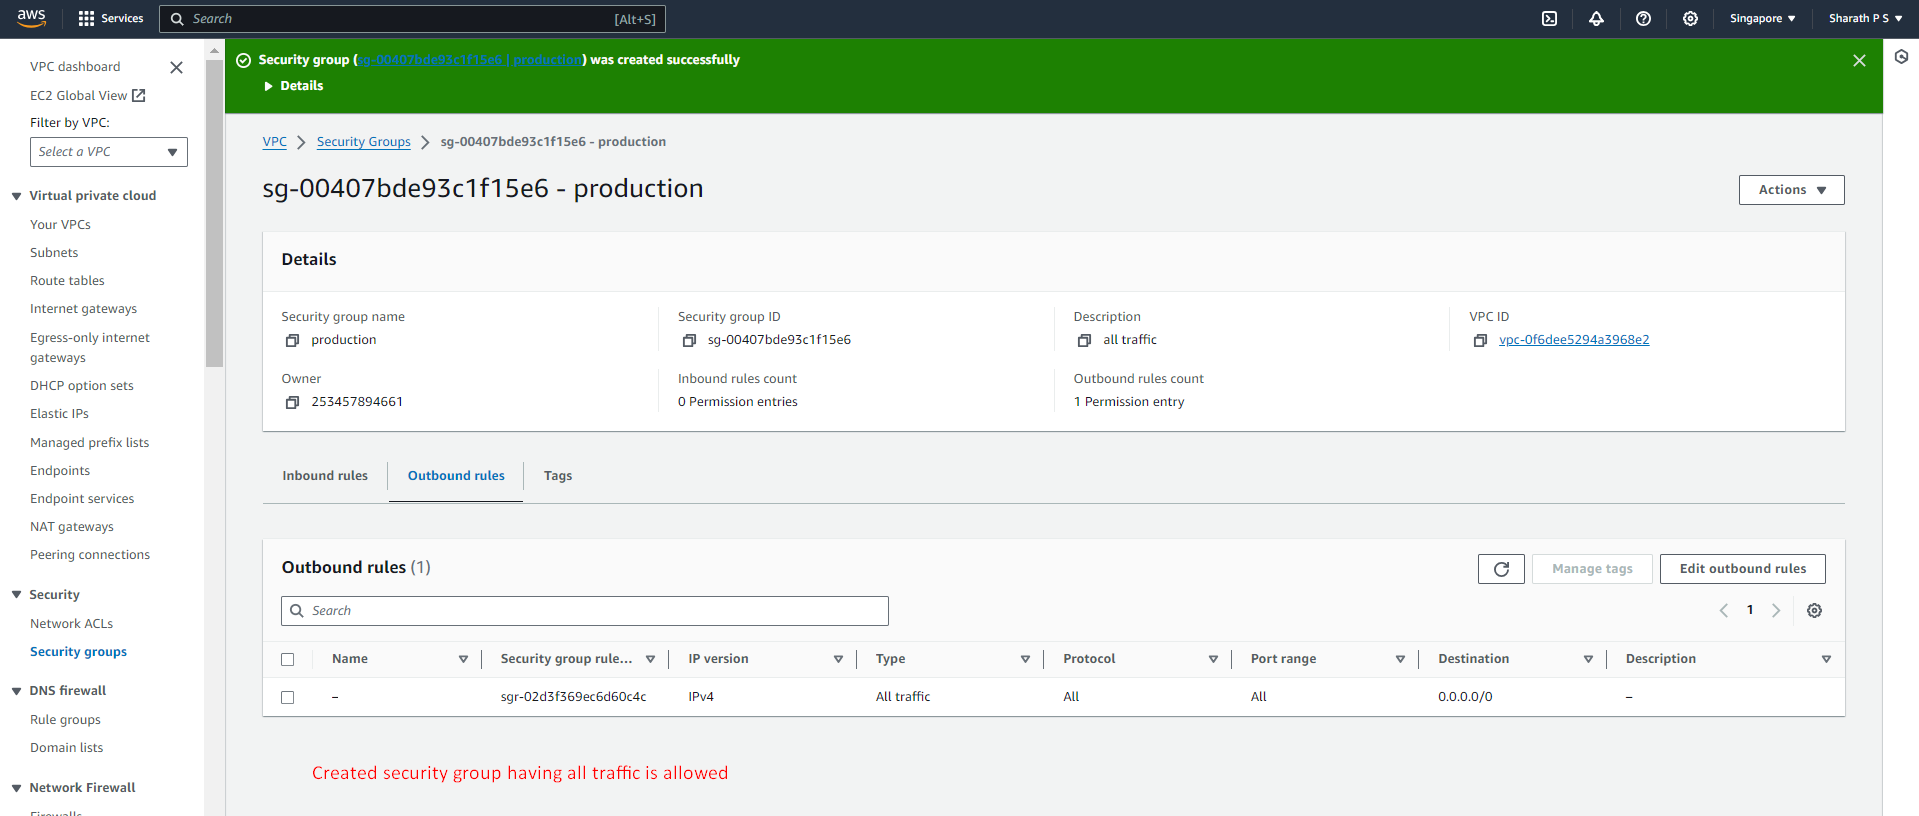 aws
Services
Search
[Alt+S]
Singapore
Sharath P S
VPC dashboard
EC2 Global View
Filter by VPC:
Select a VPC
Virtual private cloud
Your VPCs
Subnets
Route tables
Internet gateways
Egress-only internet
gateways
DHCP option sets
Elastic IPs
Managed prefix lists
Endpoints
Endpoint services
NAT gateways
Peering connections
Security
Network ACLs
Security groups
DNS firewall
Rule groups
Domain lists
Network Firewall
Firewalls
Security group (sg-00407bde93c1f15e6 | production) was created successfully
Details
VPC
Security Groups
sg-00407bde93c1f15e6 - production
sg-00407bde93c1f15e6 - production
Actions
Details
Security group name
production
Security group ID
sg-00407bde93c1f15e6
Description
all traffic
VPC ID
vpc-0f6dee5294a3968e2
Owner
253457894661
Inbound rules count
0 Permission entries
Outbound rules count
1 Permission entry
Inbound rules
Outbound rules
Tags
Outbound rules (1)
Manage tags
Edit outbound rules
Search
1
Name
Security group rule...
IP version
Type
Protocol
Port range
Destination
Description
–
sgr-02d3f369ec6d60c4c
IPv4
All traffic
All
All
0.0.0.0/0
–
Created security group having all traffic is allowed